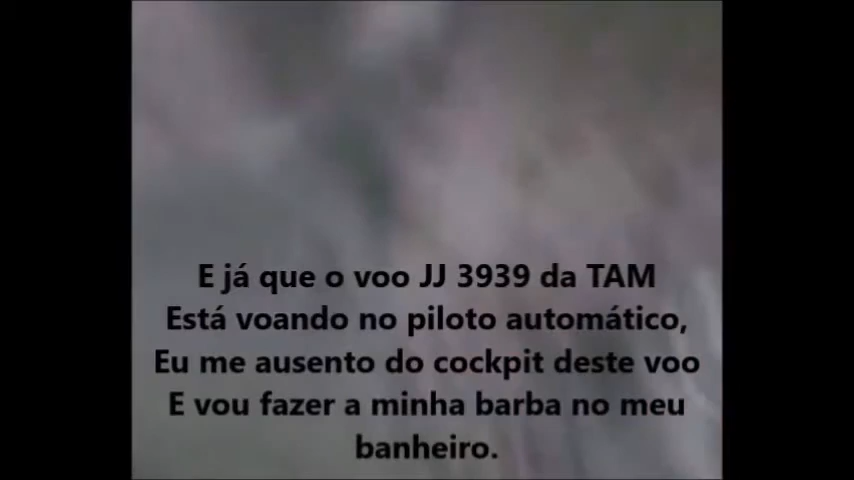 E já que o voo JJ 3939 da TAM
Está voando no piloto automático,
Eu me ausento do cockpit deste voo
E vou fazer a minha barba no meu
banheiro.